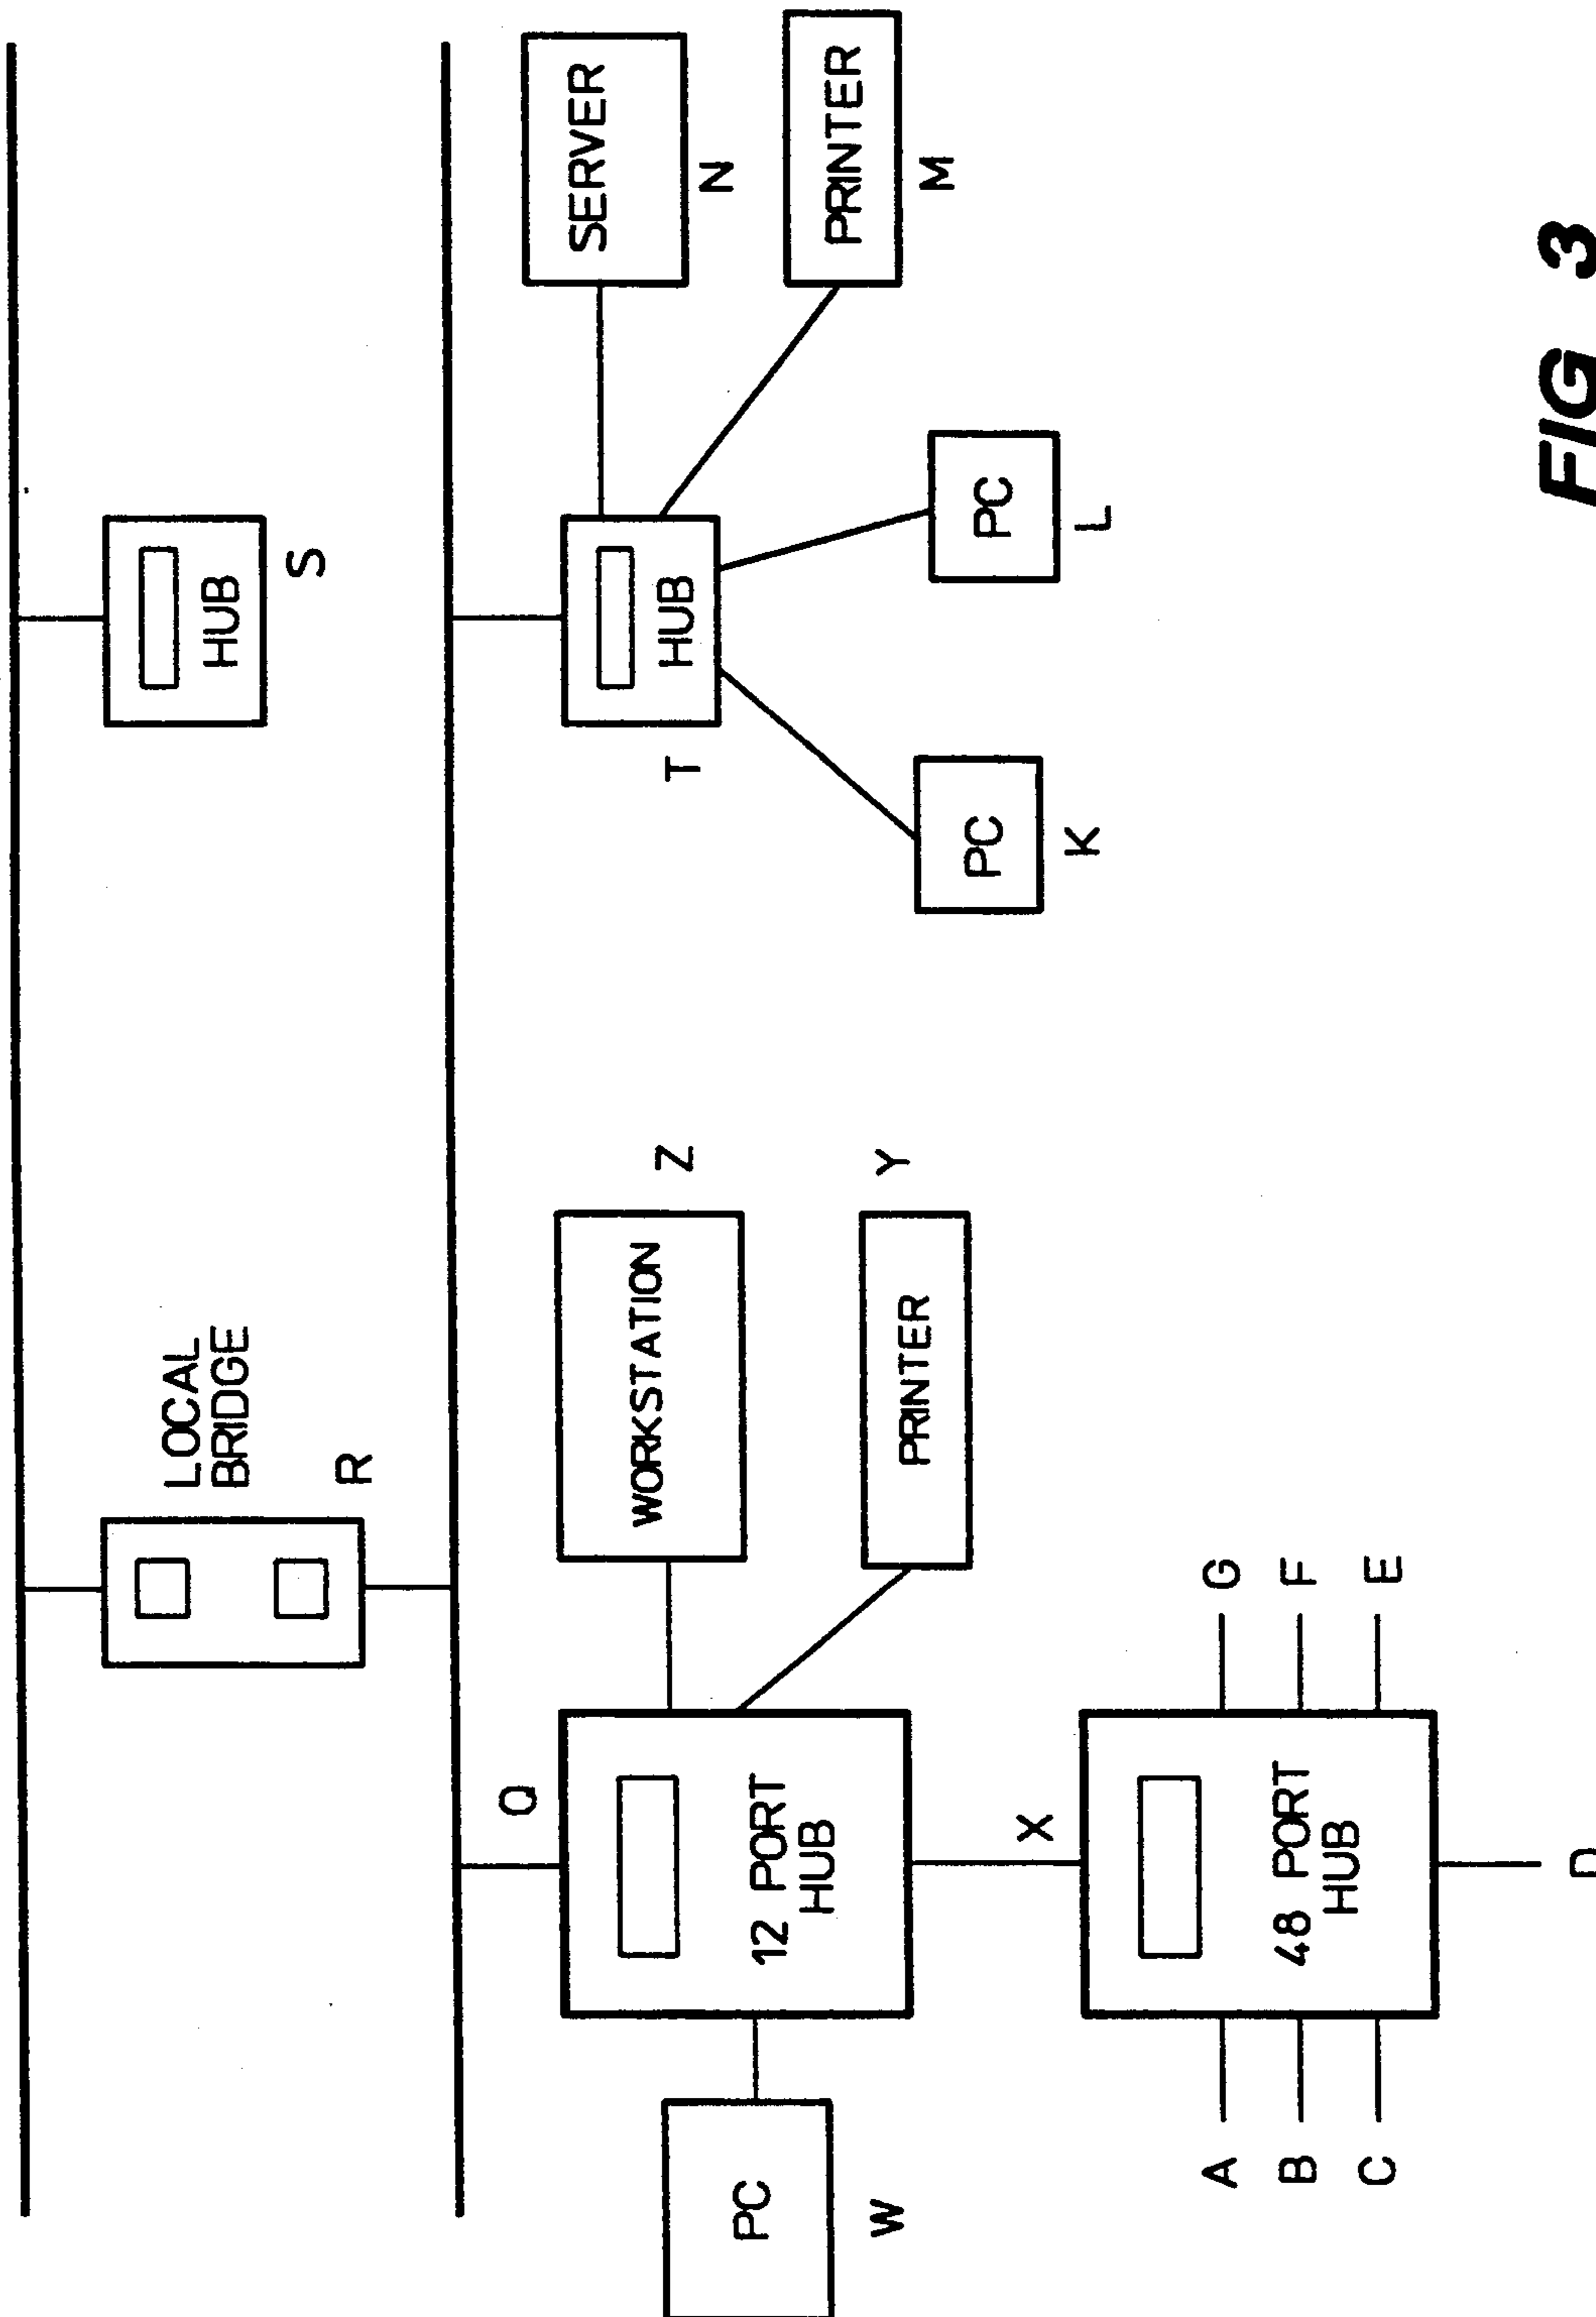 LOCAL
BRIDGE
R
HUB
S
Q
12 PORT
HUB
PC
W
WORKSTATION
Z
PRINTER
Y
X
48 PORT
HUB
A
B
C
D
E
F
G
HUB
T
SERVER
N
PRINTER
M
PC
L
PC
K
FIG 3